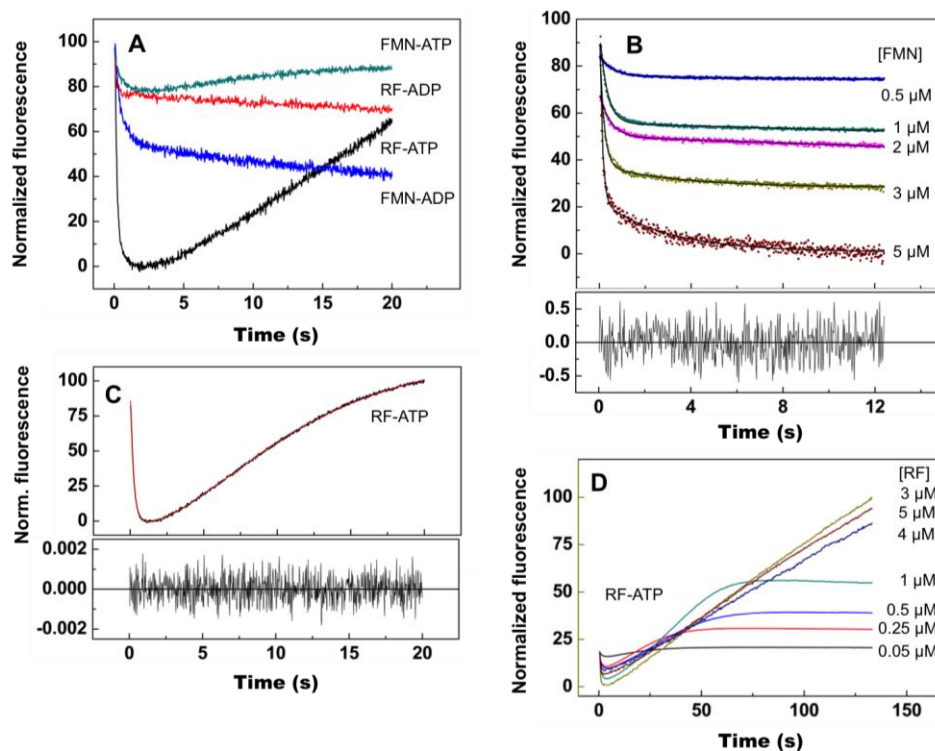 A
Normalized fluorescence
100
80
60
40
20
0
FMN-ATP
RF-ADP
RF-ATP
FMN-ADP
0
5
10
15
20
25
Time (s)
B
Normalized fluorescence
100
80
60
40
20
0
[FMN]
0.5 µM
1 µM
2 µM
3 µM
5 µM
0.5
0.0
-0.5
0
4
8
12
Time (s)
C
Norm. fluorescence
100
75
50
25
0
RF-ATP
0.002
0.000
-0.002
0
5
10
15
20
25
Time (s)
D
Normalized fluorescence
100
75
50
25
0
RF-ATP
[RF]
3 µM
5 µM
4 µM
1 µM
0.5 µM
0.25 µM
0.05 µM
0
50
100
150
Time (s)